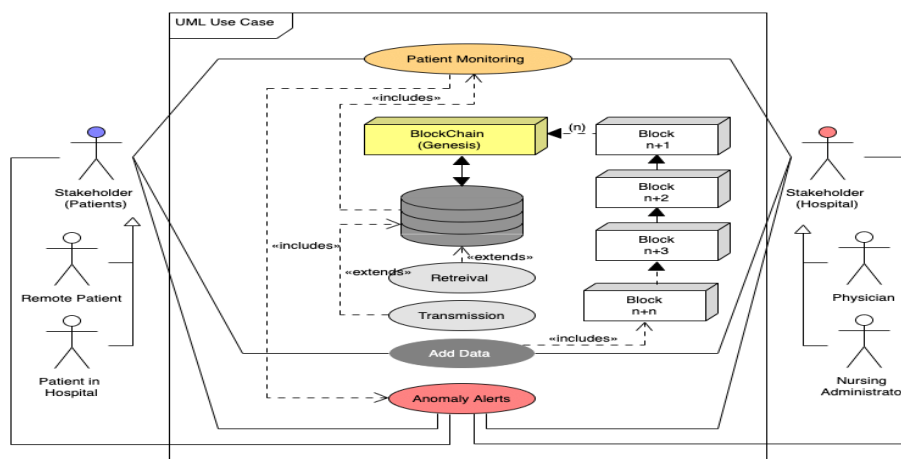 UML Use Case
Patient Monitoring
«includes»
BlockChain
(Genesis)
(n)
Block
n+1
Stakeholder
(Patients)
Block
n+2
Stakeholder
(Hospital)
«includes»
Block
n+3
«extends»
«extends»
Retreival
Remote Patient
Physician
Block
n+n
Transmission
«includes»
Add Data
Patient in
Hospital
Nursing
Administrato
Anomaly Alerts